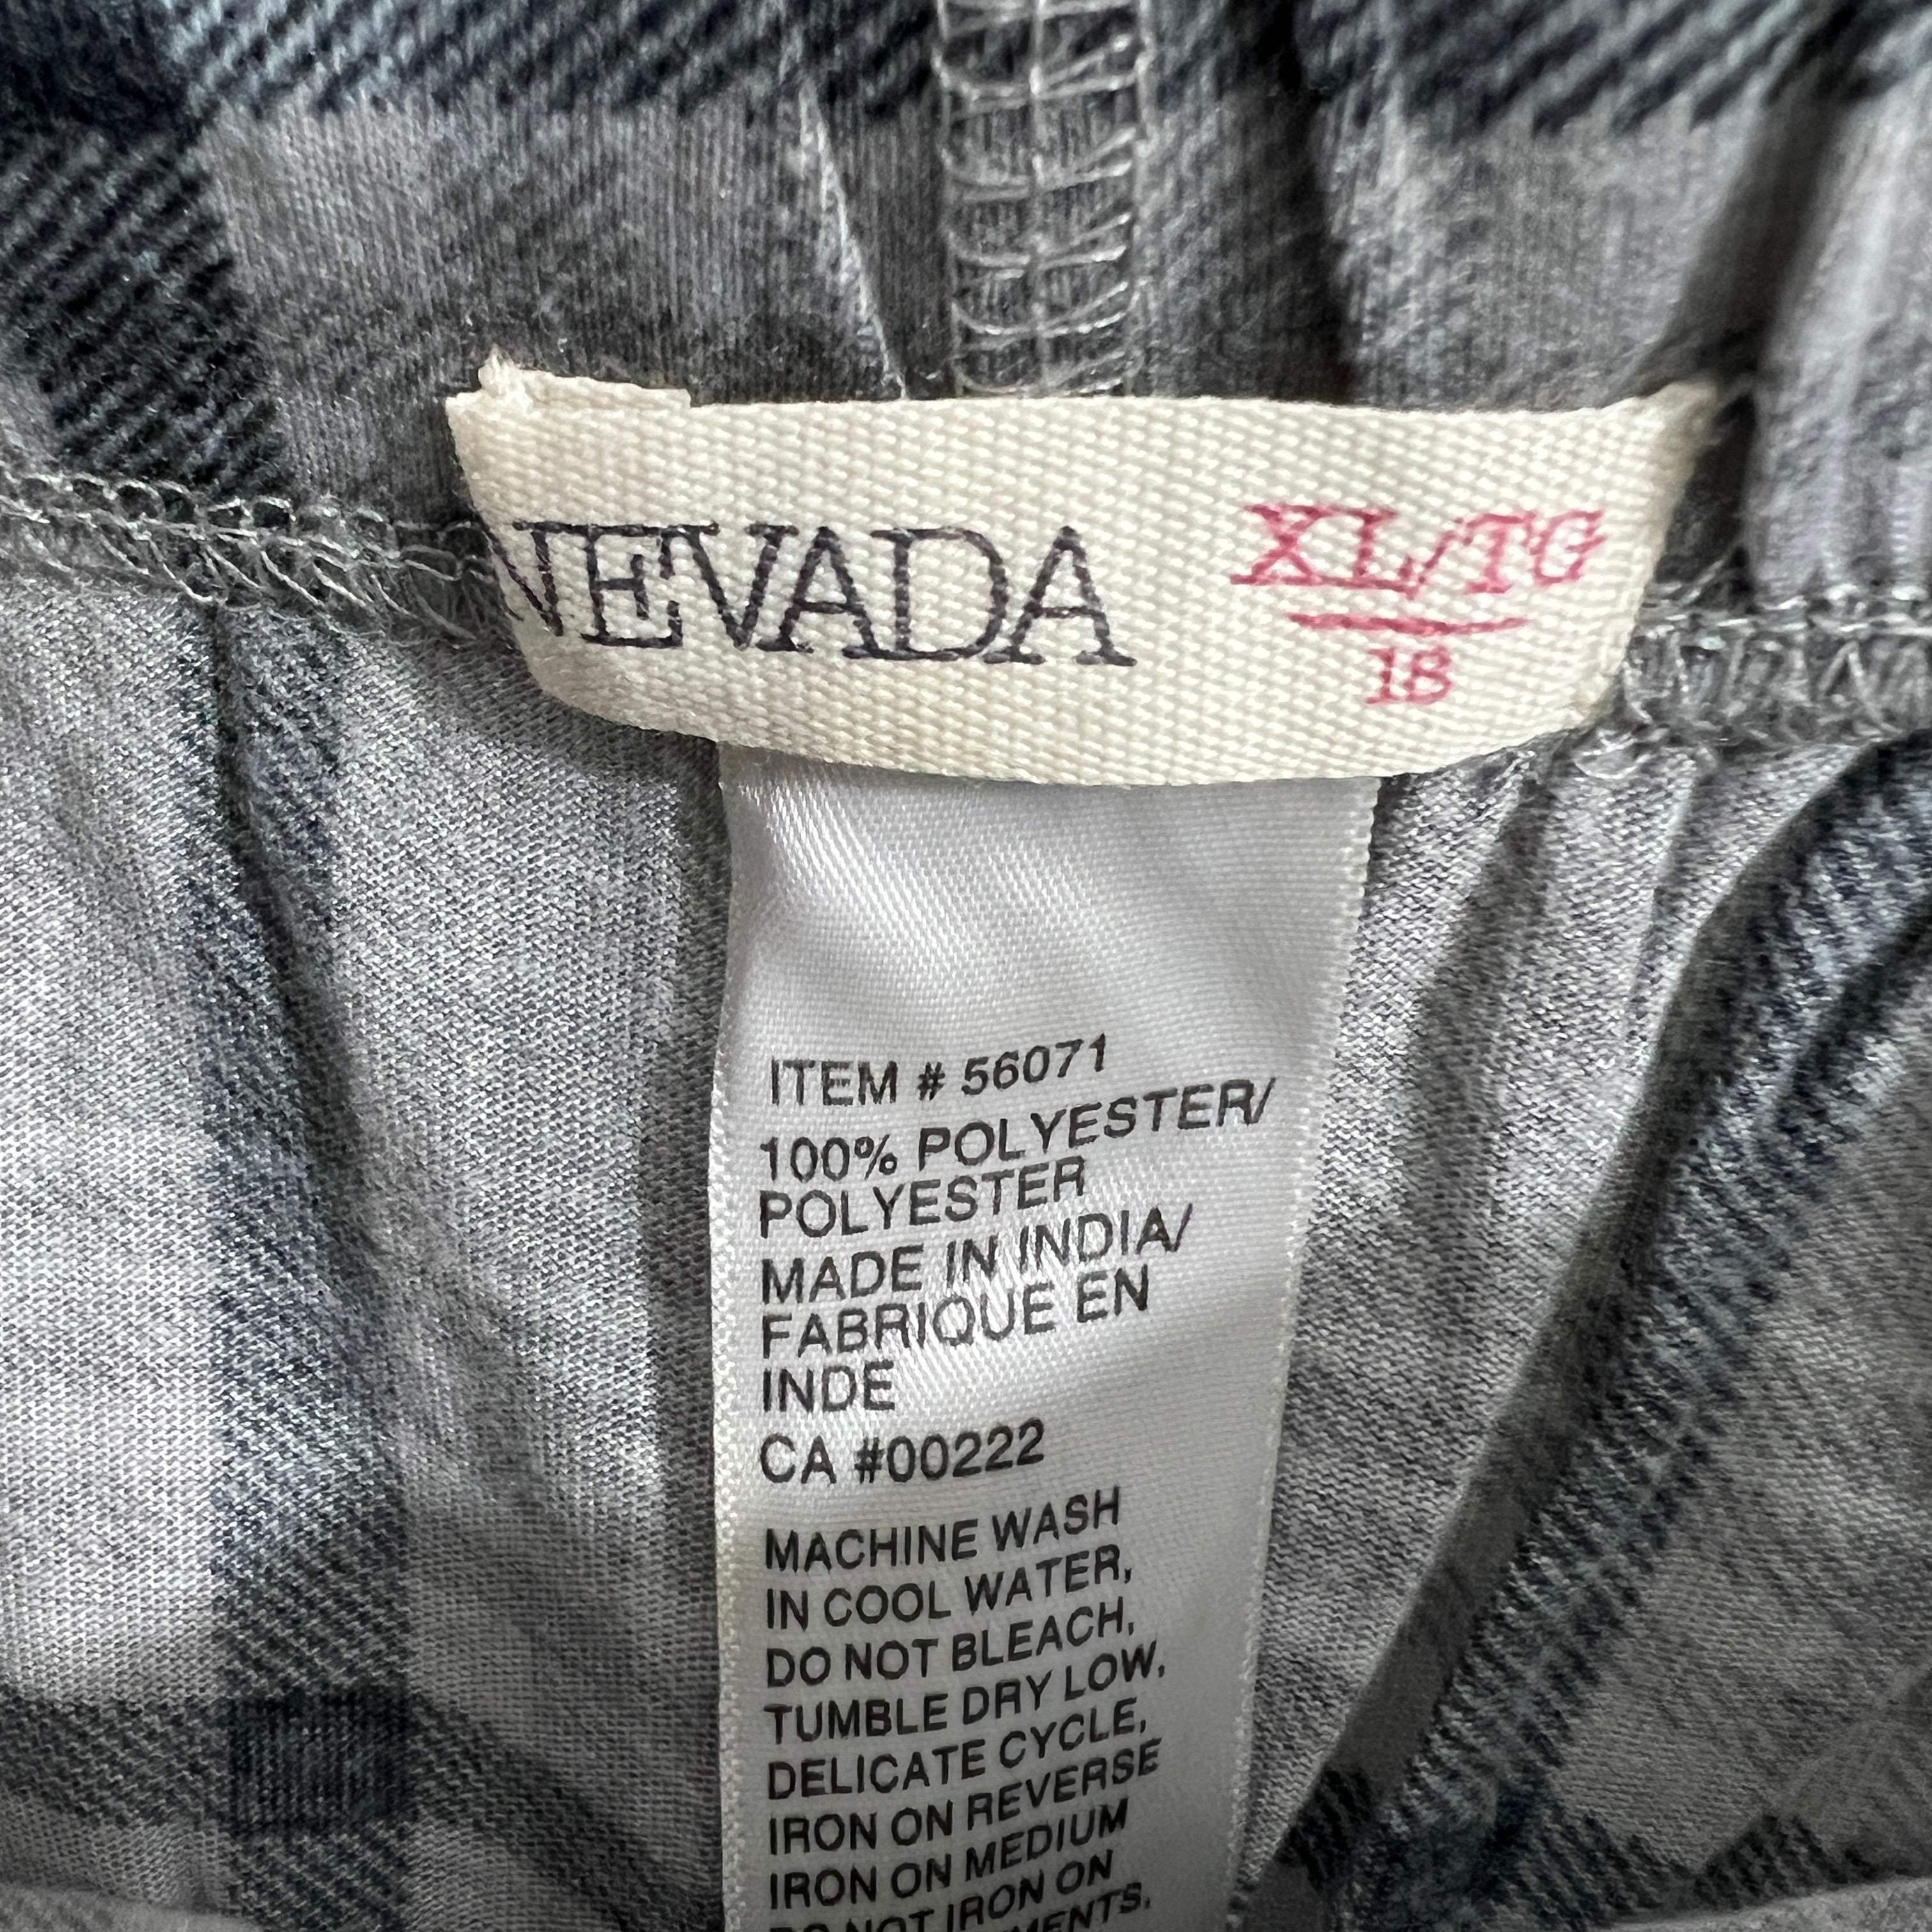 NEVADA
XL/TG
18
ITEM # 56071
100% POLYESTER/
POLYESTER
MADE IN INDIA/
FABRIQUE EN
INDE
CA #00222
MACHINE WASH
IN COOL WATER,
DO NOT BLEACH,
TUMBLE DRY LOW,
DELICATE CYCLE,
IRON ON REVERSE
IRON ON MEDIUM
DO NOT IRON ON